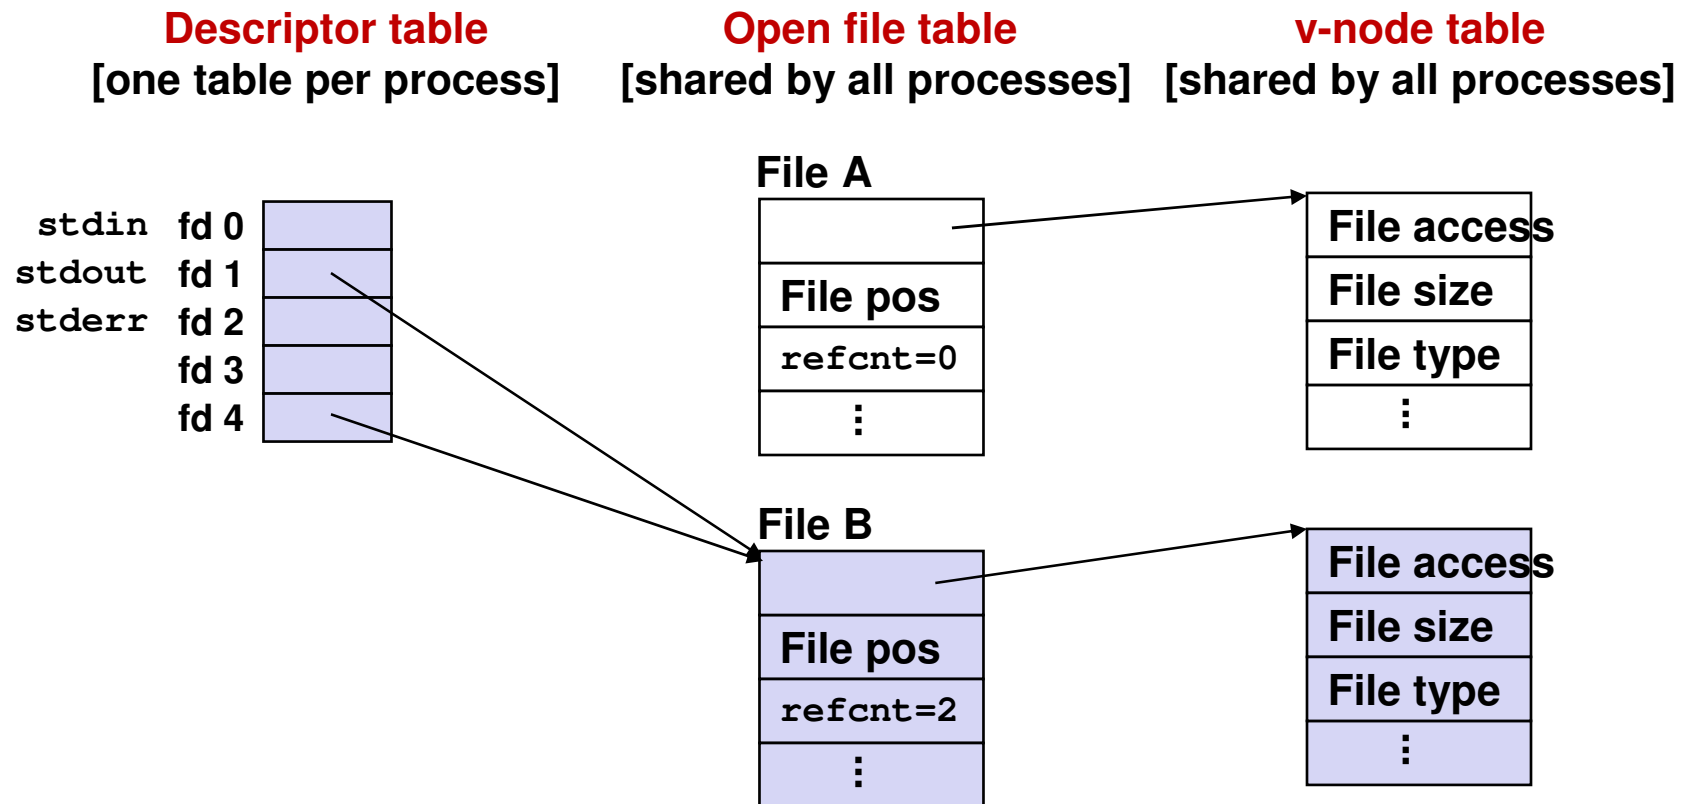 Descriptor table
[one table per process]
Open file table
[shared by all processes]
v-node table
[shared by all processes]
stdin fd 0
stdout fd 1
stderr fd 2
fd 3
fd 4
File A
File pos
refcnt=0
⋮
File access
File size
File type
⋮
File B
File pos
refcnt=2
⋮
File access
File size
File type
⋮